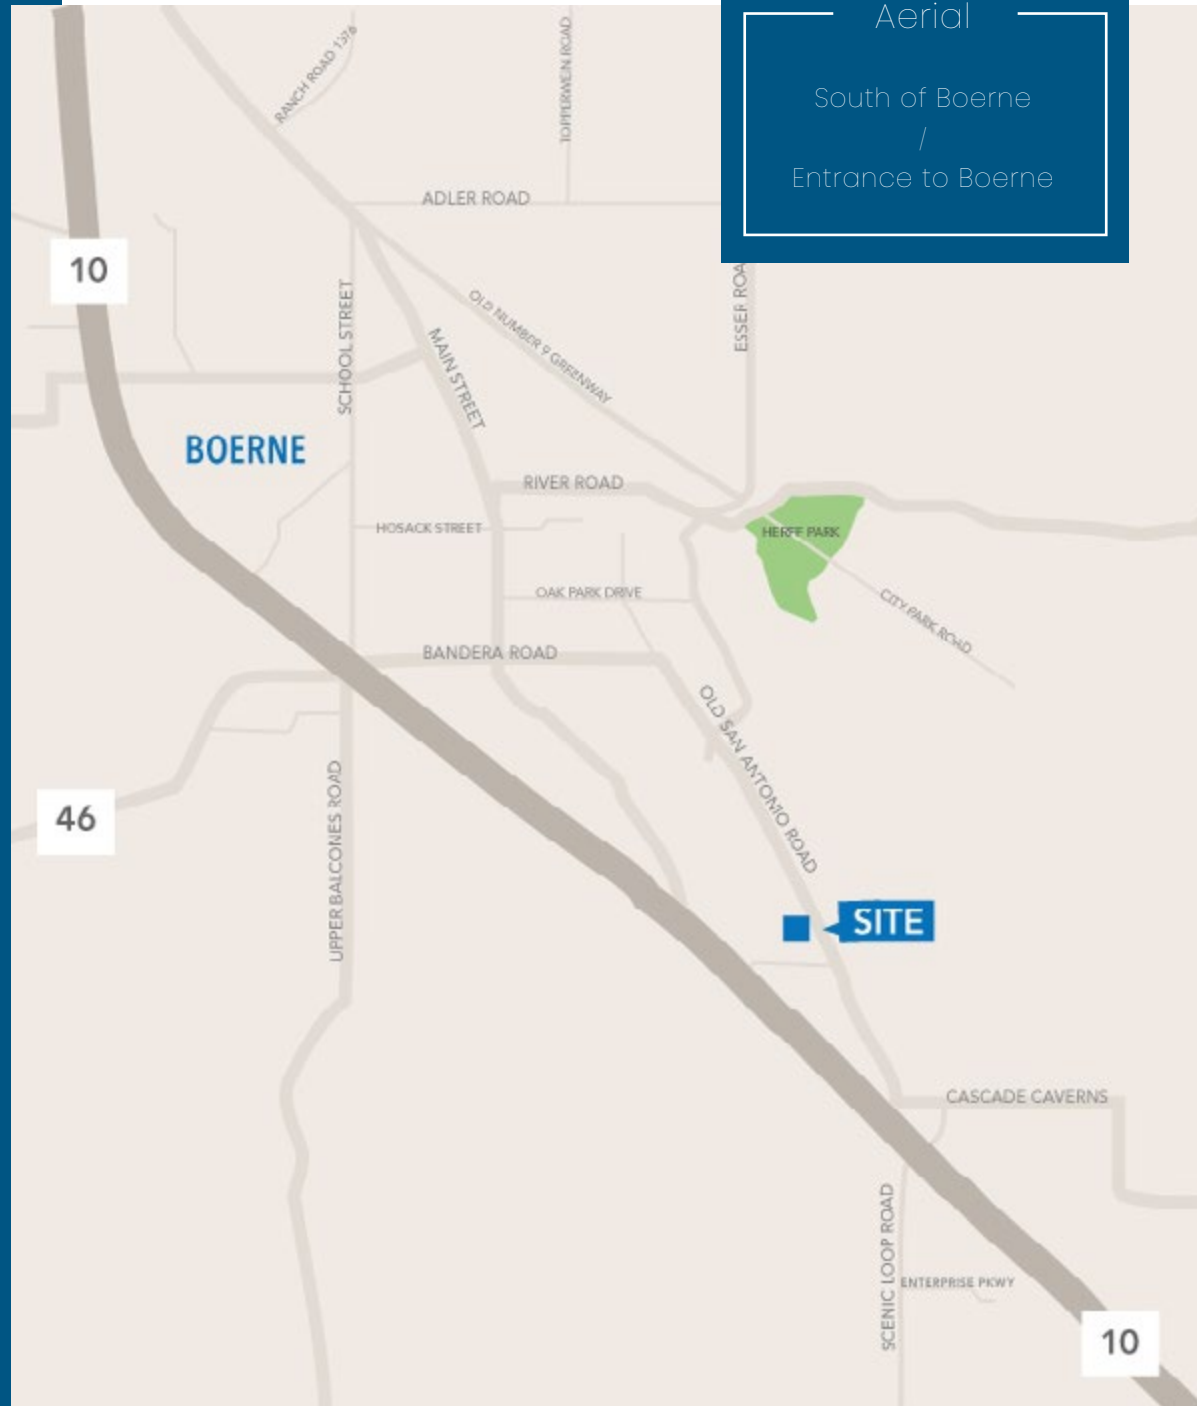 Aerial
South of Boerne
/
Entrance to Boerne
RANCH ROAD 1376
TOPPERWEIN ROAD
ADLER ROAD
10
SCHOOL STREET
OLD NUMBER 9 GREENWAY
ESSER ROA
MAIN STREET
BOERNE
RIVER ROAD
HOSACK STREET
HERFF PARK
OAK PARK DRIVE
CITY PARK ROAD
BANDERA ROAD
OLD SAN ANTONIO ROAD
46
UPPER BALCONES ROAD
SITE
CASCADE CAVERNS
SCENIC LOOP ROAD
ENTERPRISE PKWY
10